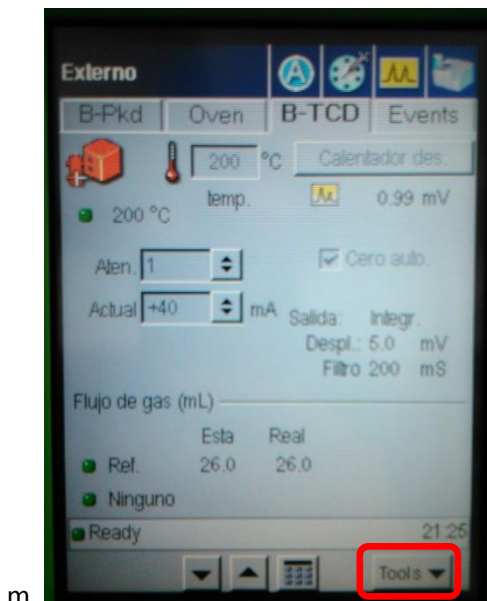 Externo
B-Pkd Oven B-TCD Events
200 °C Calentador des.
temp. 0.99 mV
200 °C
Aten. 1 Cero auto.
Actual +40 mA
Salida: Integr.
Despl.: 5.0 mV
Filtro 200 mS
Flujo de gas (mL)
Esta Real
Ref. 26.0 26.0
Ninguno
Ready 21:25
Tools
m